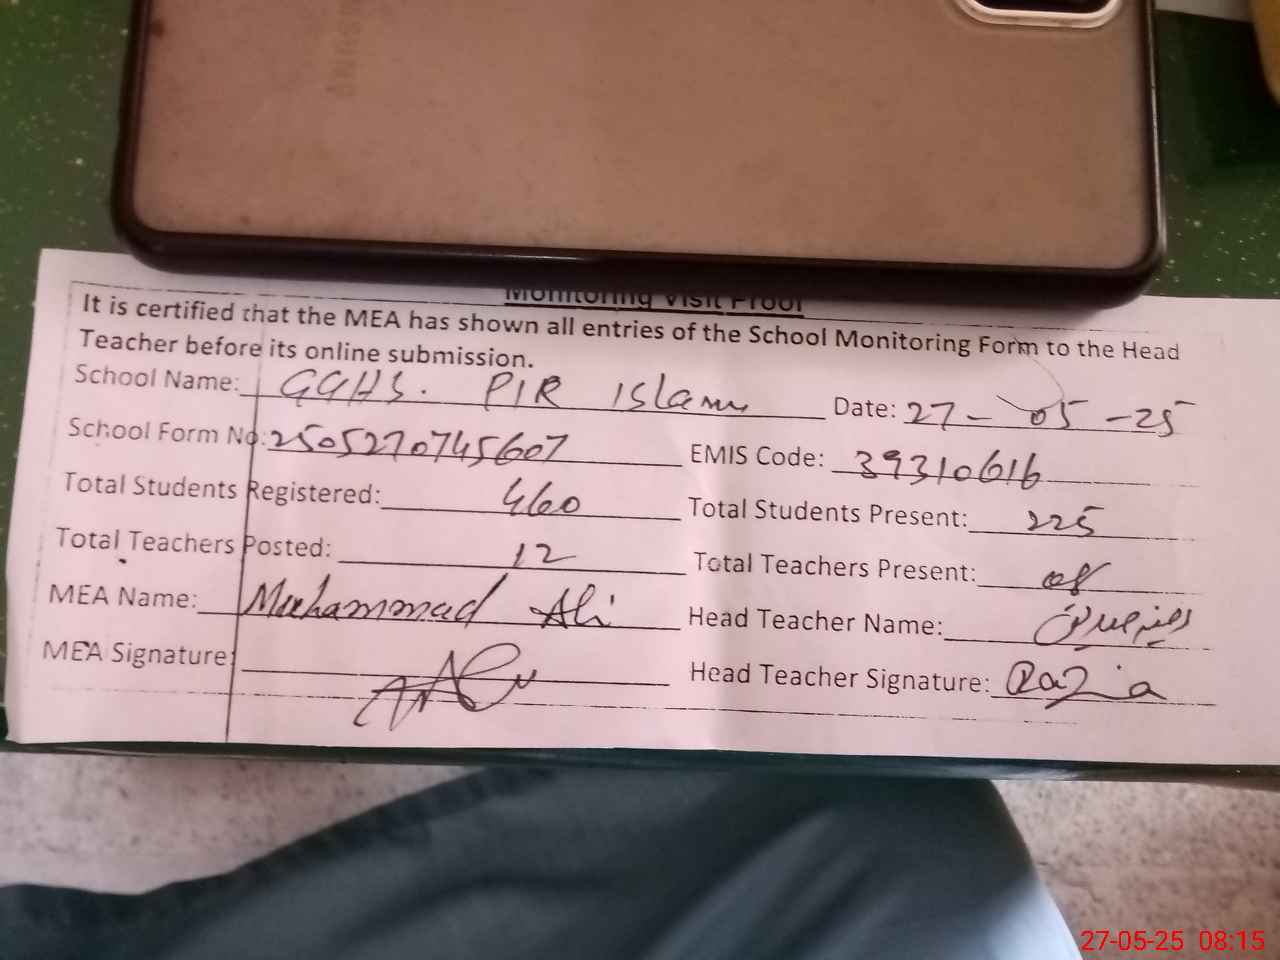 SAMSUNG
Monitoring Visit Proof
It is certified that the MEA has shown all entries of the School Monitoring Form to the Head
Teacher before its online submission.
School Name: GGHS. PIR Islam Date: 27-05-25
School Form No: 2505270745607 EMIS Code: 39310616
Total Students Registered: 460 Total Students Present: 225
Total Teachers Posted: 12 Total Teachers Present: 08
MEA Name: Muhammad Ali Head Teacher Name:
MEA Signature: Head Teacher Signature: Razia
27-05-25 08:15